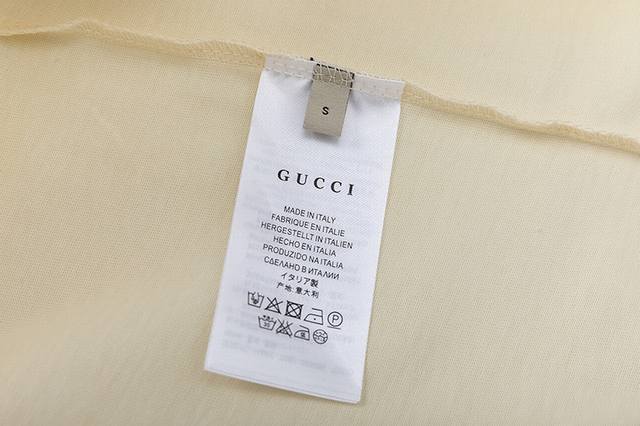 S
GUCCI
MADE IN ITALY
FABRIQUE EN ITALIE
HERGESTELLT IN ITALIEN
HECHO EN ITALIA
PRODUZIDO NA ITALIA
СДЕЛАНО В ИТАЛИИ
イタリア製
产地:意大利
P